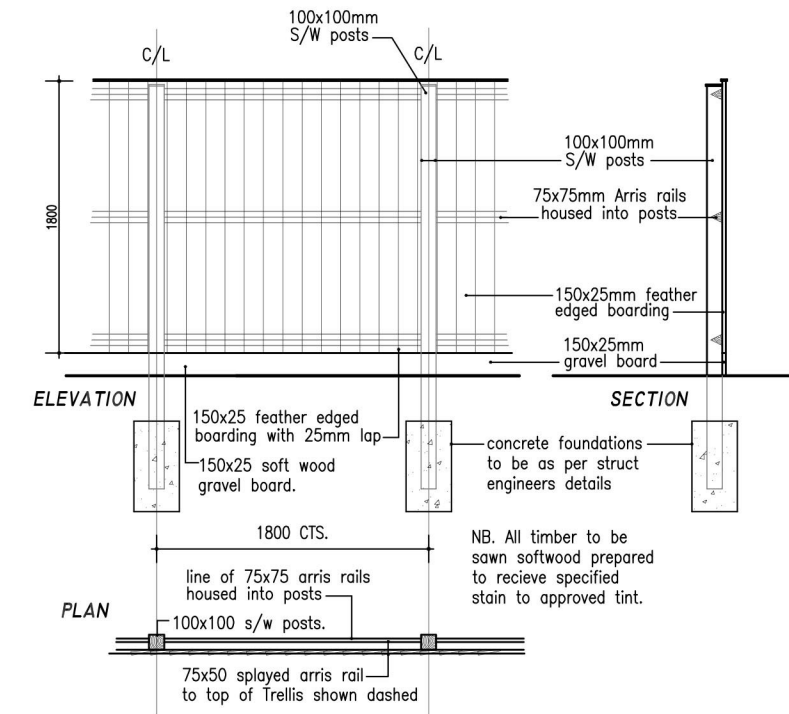 100x100mm
S/W posts
C/L
C/L
100x100mm
S/W posts
75x75mm Arris rails
housed into posts
1800
150x25mm feather
edged boarding
150x25mm
gravel board
ELEVATION
SECTION
150x25 feather edged
boarding with 25mm lap
150x25 soft wood
gravel board.
concrete foundations
to be as per struct
engineers details
1800 CTS.
NB. All timber to be
sawn softwood prepared
to recieve specified
stain to approved tint.
line of 75x75 arris rails
housed into posts
PLAN
100x100 s/w posts.
75x50 splayed arris rail
to top of Trellis shown dashed